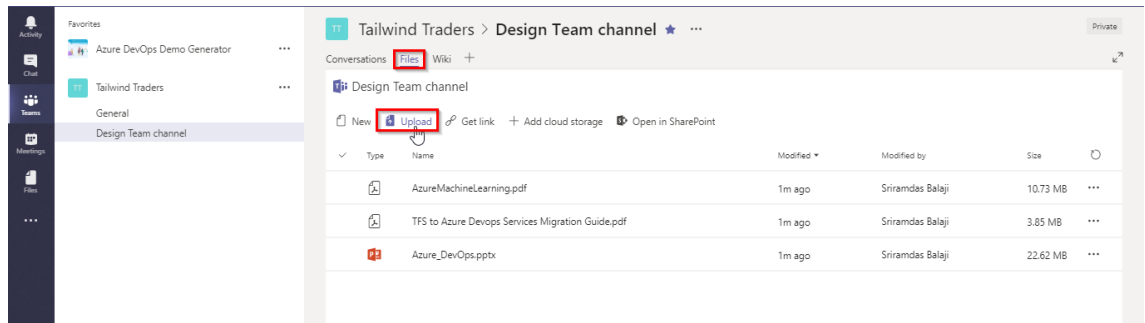 Activity
Chat
Teams
Meetings
Files
Favorites
Azure DevOps Demo Generator
TT Tailwind Traders
General
Design Team channel
TT Tailwind Traders > Design Team channel
Private
Conversations Files Wiki
Design Team channel
New Upload Get link Add cloud storage Open in SharePoint
Type Name Modified Modified by Size
AzureMachineLearning.pdf 1m ago Sriramdas Balaji 10.73 MB
TFS to Azure Devops Services Migration Guide.pdf 1m ago Sriramdas Balaji 3.85 MB
Azure_DevOps.pptx 1m ago Sriramdas Balaji 22.62 MB